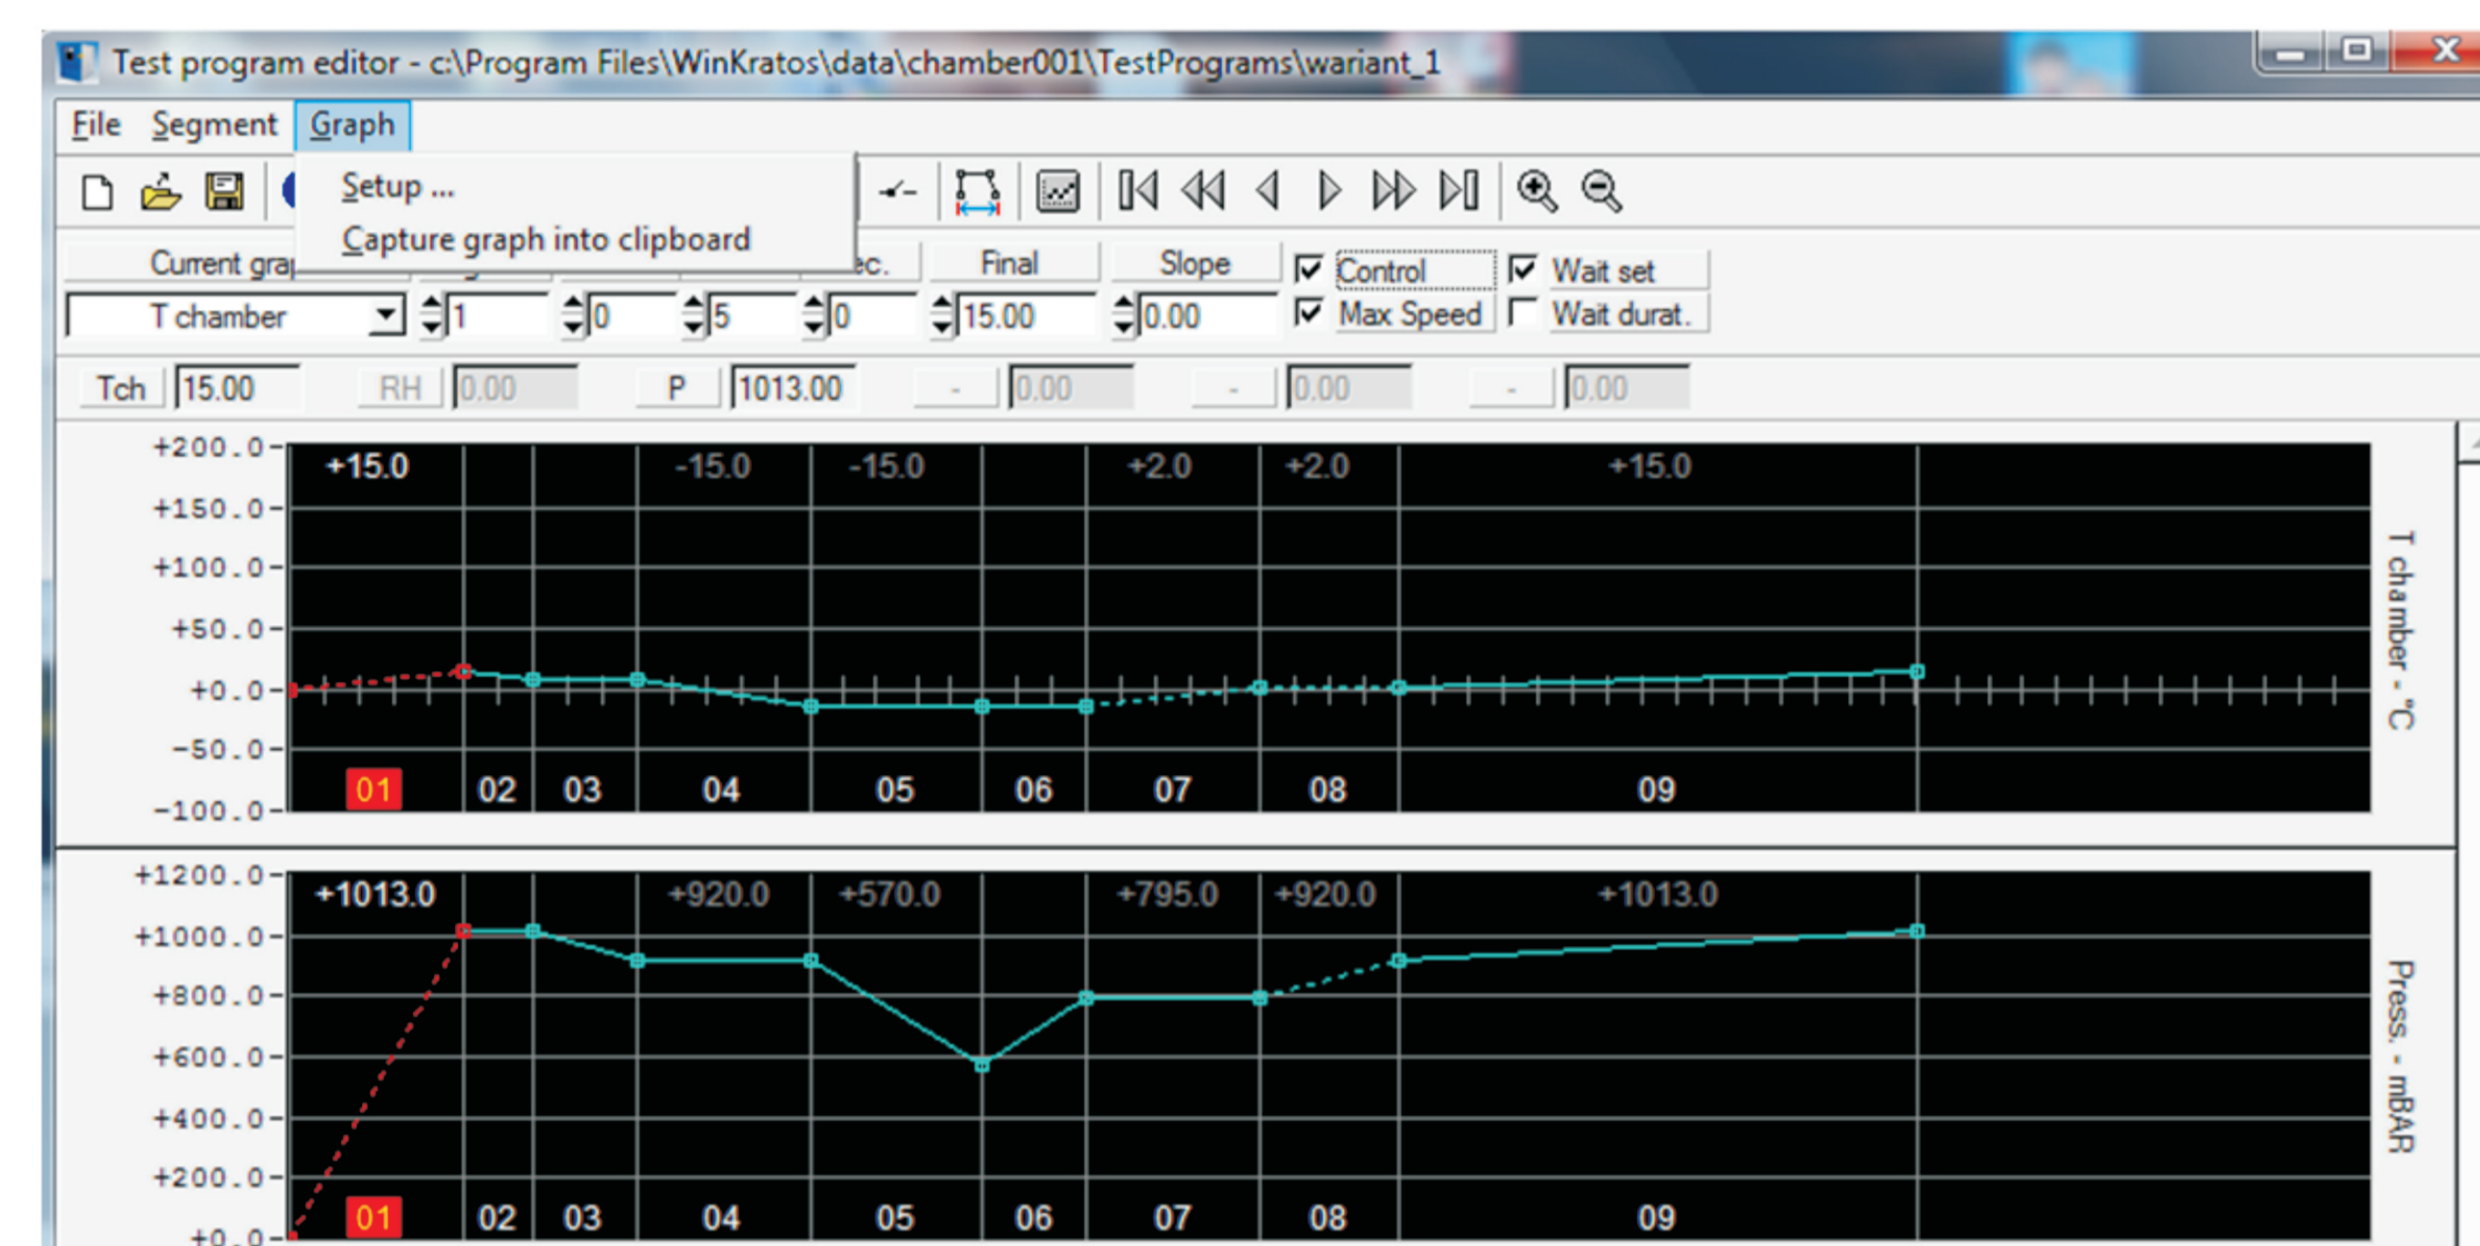 Test program editor - c:\Program Files\WinKratos\data\chamber001\TestPrograms\wariant_1
File Segment Graph
Setup ...
Capture graph into clipboard
Final Slope Control Wait set
T chamber 1 0 5 0 15.00 0.00 Max Speed Wait durat.
Tch 15.00 RH 0.00 P 1013.00 - 0.00 - 0.00 - 0.00
+200.0
+15.0 -15.0 -15.0 +2.0 +2.0 +15.0
+150.0
+100.0
+50.0
+0.0
-50.0
01 02 03 04 05 06 07 08 09
-100.0
T chamber - °C
+1200.0
+1013.0 +920.0 +570.0 +795.0 +920.0 +1013.0
+1000.0
+800.0
+600.0
+400.0
+200.0
01 02 03 04 05 06 07 08 09
+0.0
Press. - mBAR